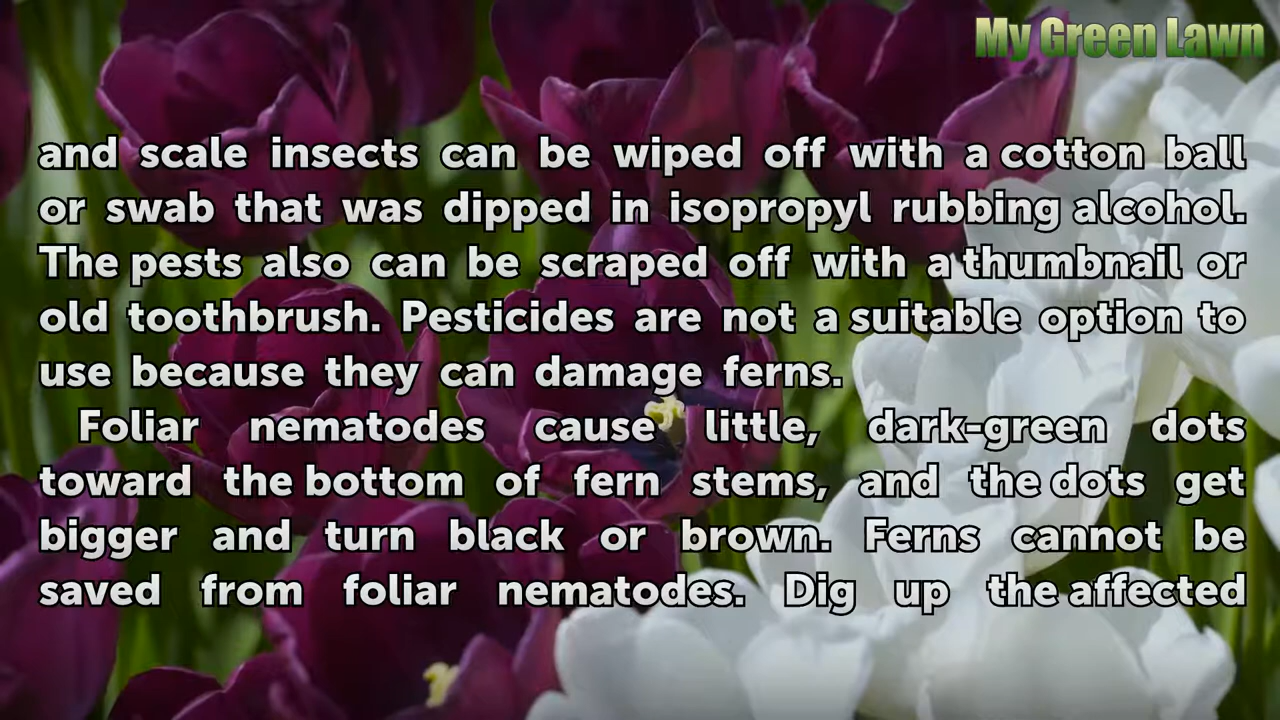 My Green Lawn
and scale insects can be wiped off with a cotton ball
or swab that was dipped in isopropyl rubbing alcohol.
The pests also can be scraped off with a thumbnail or
old toothbrush. Pesticides are not a suitable option to
use because they can damage ferns.
Foliar nematodes cause little, dark-green dots
toward the bottom of fern stems, and the dots get
bigger and turn black or brown. Ferns cannot be
saved from foliar nematodes. Dig up the affected